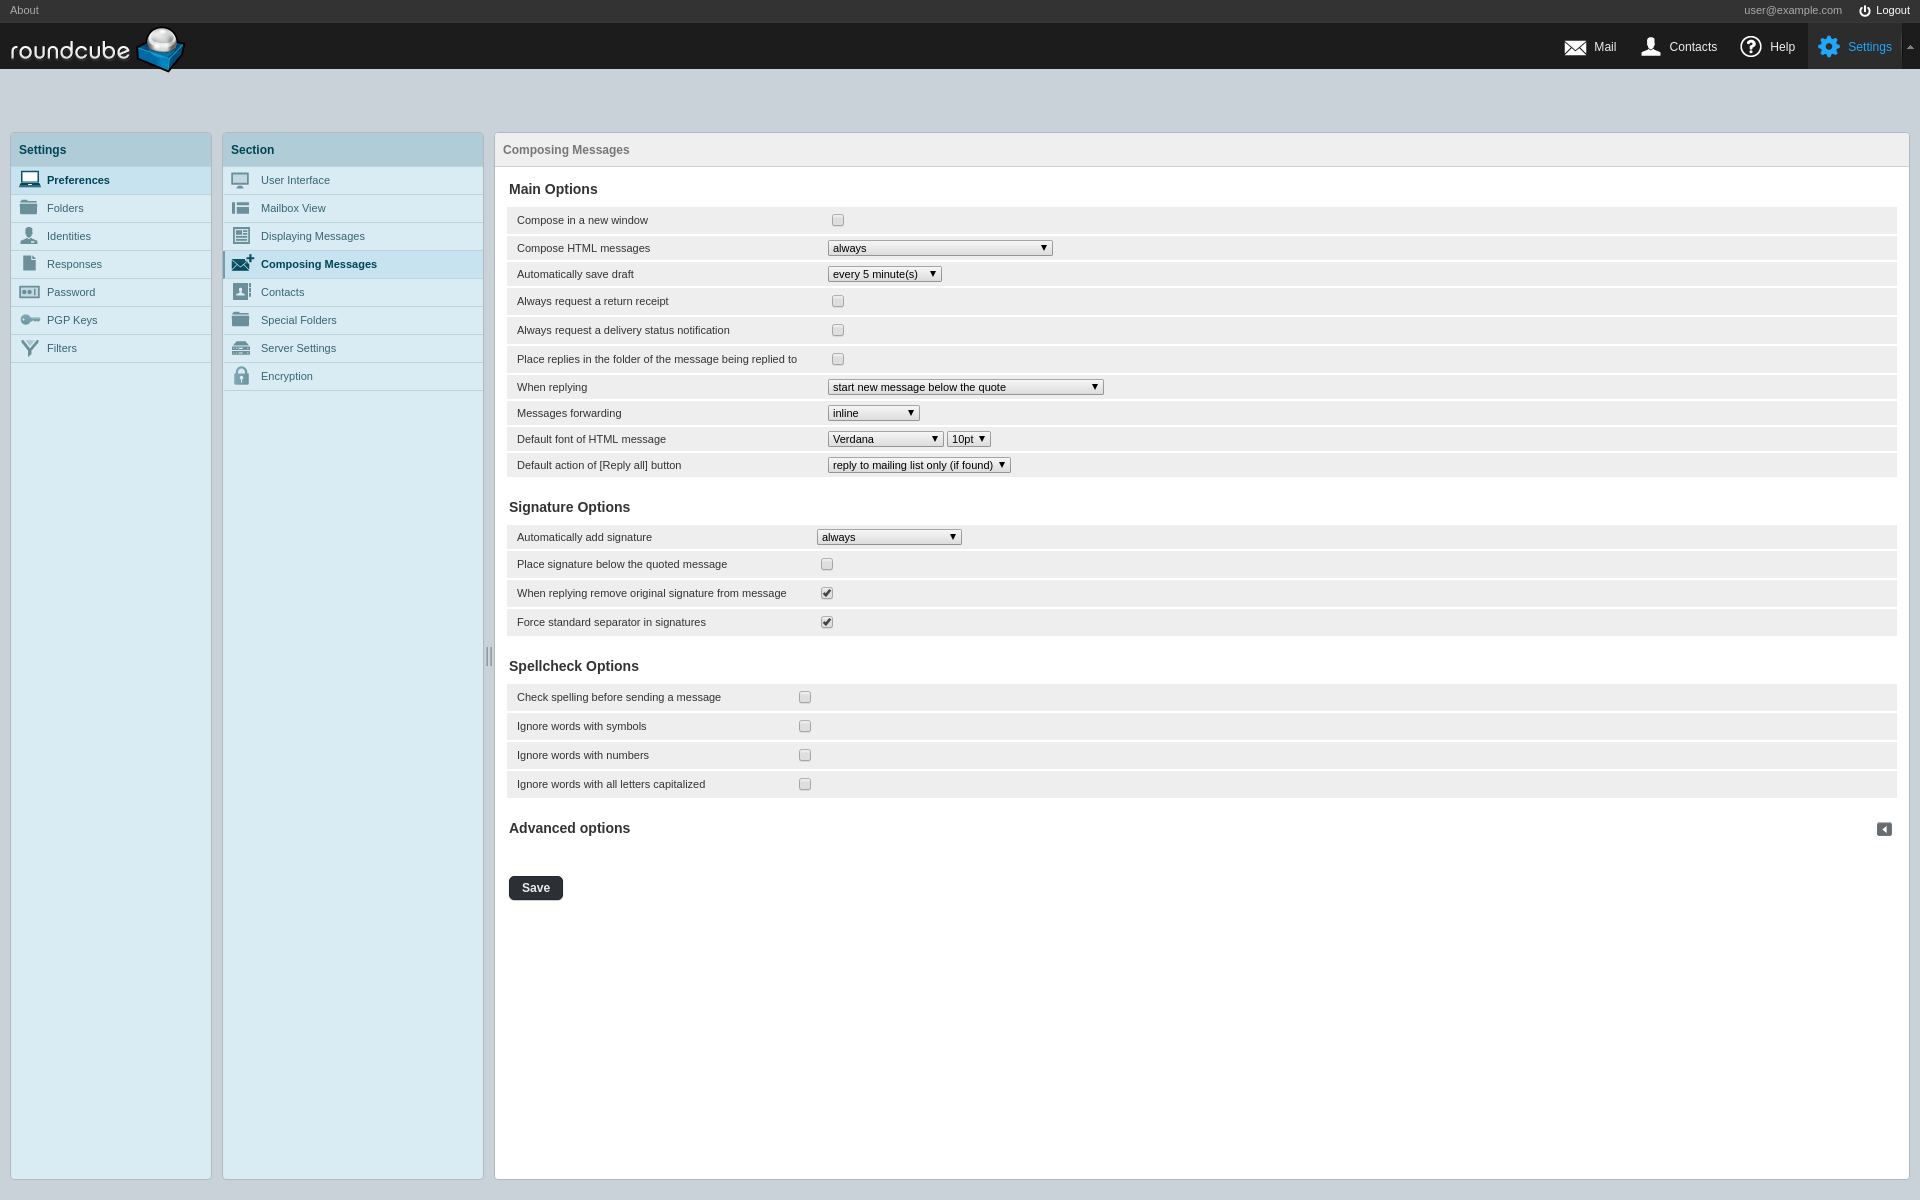 About
user@example.com Logout
roundcube
Mail Contacts Help Settings
Settings
Preferences
Folders
Identities
Responses
Password
PGP Keys
Filters
Section
User Interface
Mailbox View
Displaying Messages
Composing Messages
Contacts
Special Folders
Server Settings
Encryption
Composing Messages
Main Options
Compose in a new window
Compose HTML messages always
Automatically save draft every 5 minute(s)
Always request a return receipt
Always request a delivery status notification
Place replies in the folder of the message being replied to
When replying start new message below the quote
Messages forwarding inline
Default font of HTML message Verdana 10pt
Default action of [Reply all] button reply to mailing list only (if found)
Signature Options
Automatically add signature always
Place signature below the quoted message
When replying remove original signature from message
Force standard separator in signatures
Spellcheck Options
Check spelling before sending a message
Ignore words with symbols
Ignore words with numbers
Ignore words with all letters capitalized
Advanced options
Save